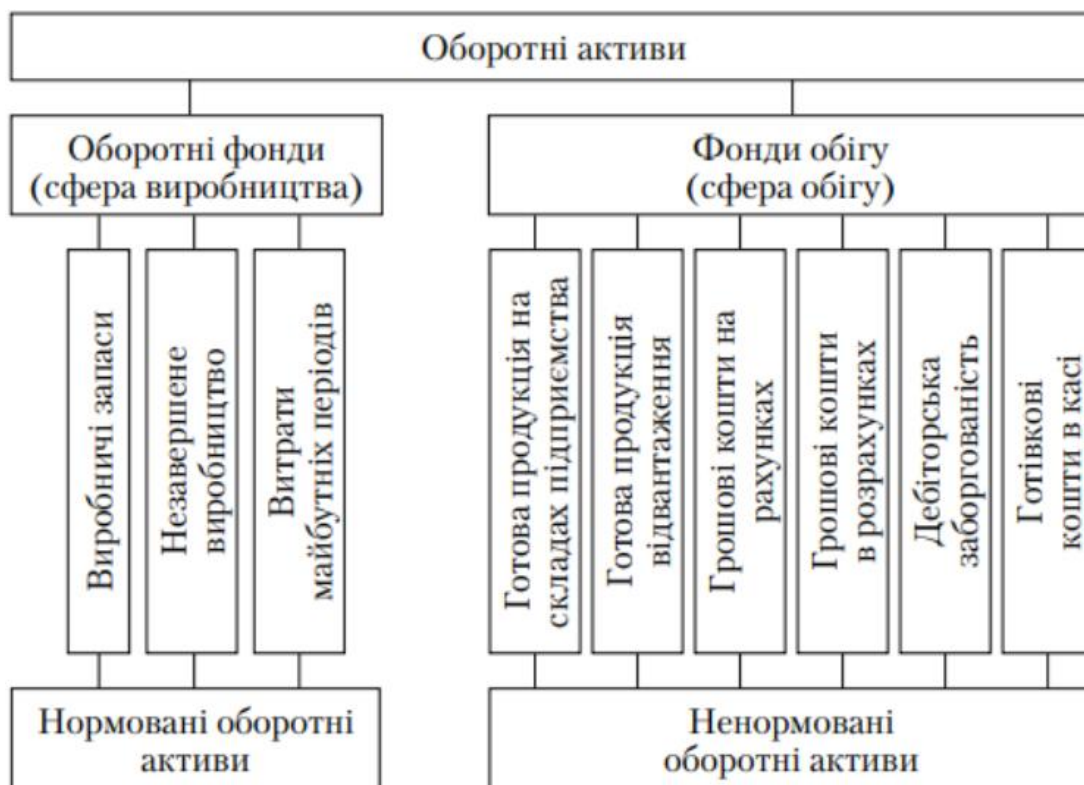 Оборотні активи
Оборотні фонди
(сфера виробництва)
Фонди обігу
(сфера обігу)
Виробничі запаси
Незавершене
виробництво
Витрати
майбутніх періодів
Готова продукція на
складах підприємства
Готова продукція
відвантаження
Грошові кошти на
рахунках
Грошові кошти
в розрахунках
Дебіторська
заборгованість
Готівкові
кошти в касі
Нормовані оборотні
активи
Ненормовані
оборотні активи